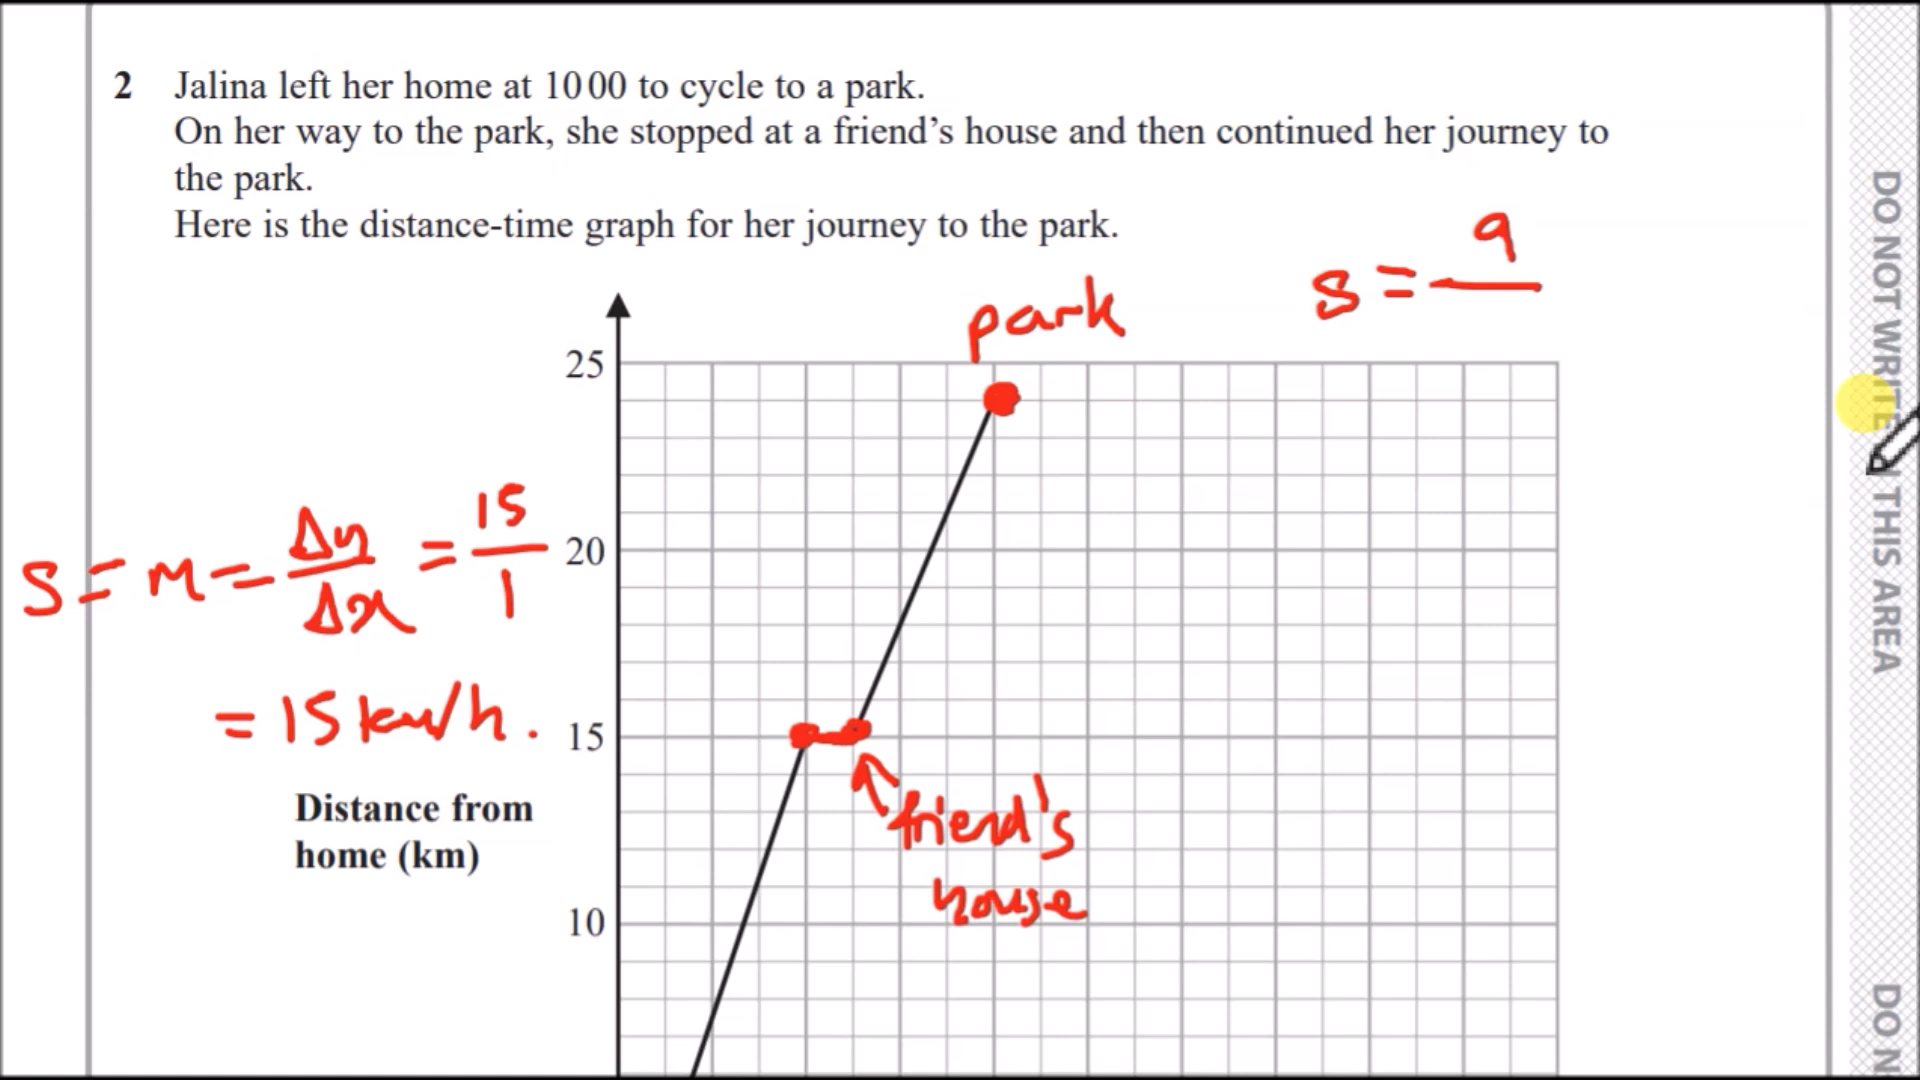 2 Jalina left her home at 1000 to cycle to a park.
On her way to the park, she stopped at a friend’s house and then continued her journey to
the park.
Here is the distance-time graph for her journey to the park.
s = 9
park
25
S = M = Δy/Δx = 15/1
20
= 15 km/h.
15
Distance from
home (km)
friend's
house
10
DO NOT WRITE THIS AREA
DO N